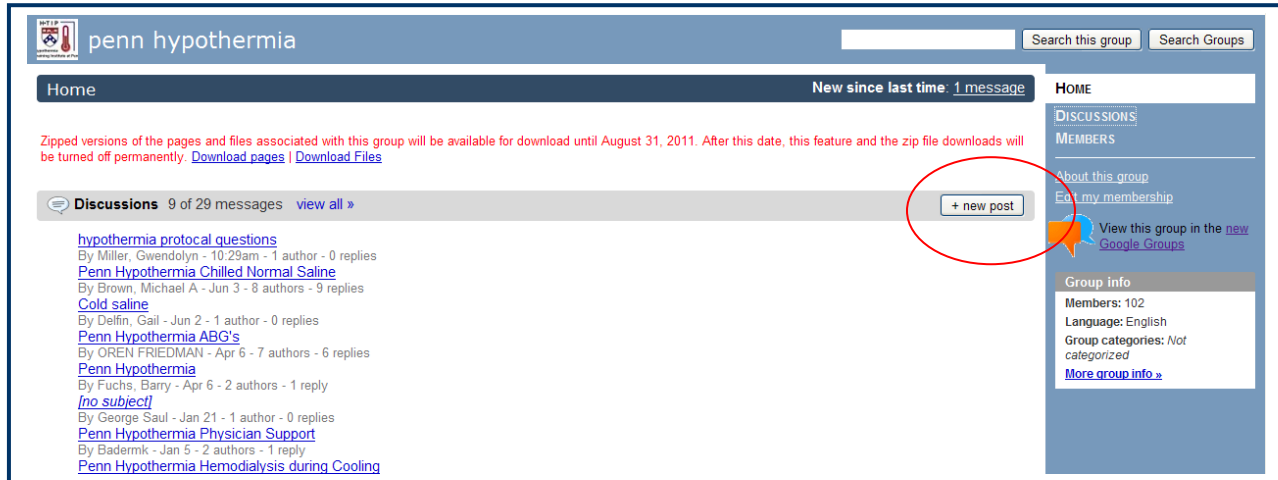 H·T I P
penn hypothermia
Search this group
Search Groups
Home
New since last time: 1 message
Zipped versions of the pages and files associated with this group will be available for download until August 31, 2011. After this date, this feature and the zip file downloads will
be turned off permanently. Download pages | Download Files
Discussions 9 of 29 messages view all »
+ new post
hypothermia protocal questions
By Miller, Gwendolyn - 10:29am - 1 author - 0 replies
Penn Hypothermia Chilled Normal Saline
By Brown, Michael A - Jun 3 - 8 authors - 9 replies
Cold saline
By Delfin, Gail - Jun 2 - 1 author - 0 replies
Penn Hypothermia ABG's
By OREN FRIEDMAN - Apr 6 - 7 authors - 6 replies
Penn Hypothermia
By Fuchs, Barry - Apr 6 - 2 authors - 1 reply
[no subject]
By George Saul - Jan 21 - 1 author - 0 replies
Penn Hypothermia Physician Support
By Badermk - Jan 5 - 2 authors - 1 reply
Penn Hypothermia Hemodialysis during Cooling
HOME
DISCUSSIONS
MEMBERS
About this group
Edit my membership
View this group in the new
Google Groups
Group info
Members: 102
Language: English
Group categories: Not
categorized
More group info »